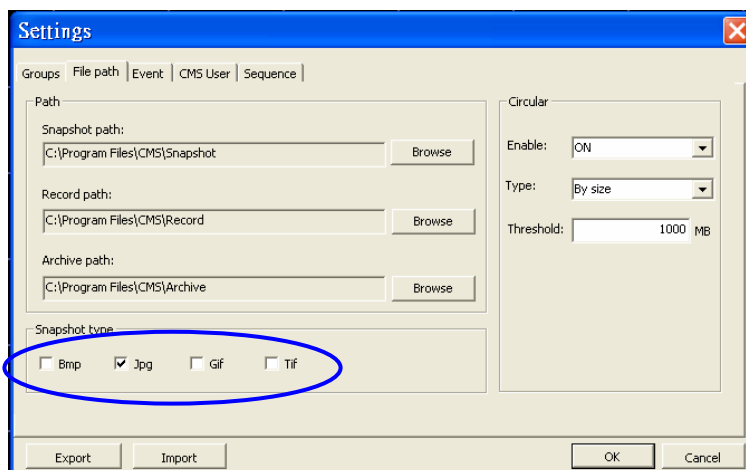 Settings
Groups File path Event CMS User Sequence
Path
Snapshot path:
C:\Program Files\CMS\Snapshot Browse
Record path:
C:\Program Files\CMS\Record Browse
Archive path:
C:\Program Files\CMS\Archive Browse
Snapshot type
Bmp Jpg Gif Tif
Circular
Enable: ON
Type: By size
Threshold: 1000 MB
Export Import OK Cancel